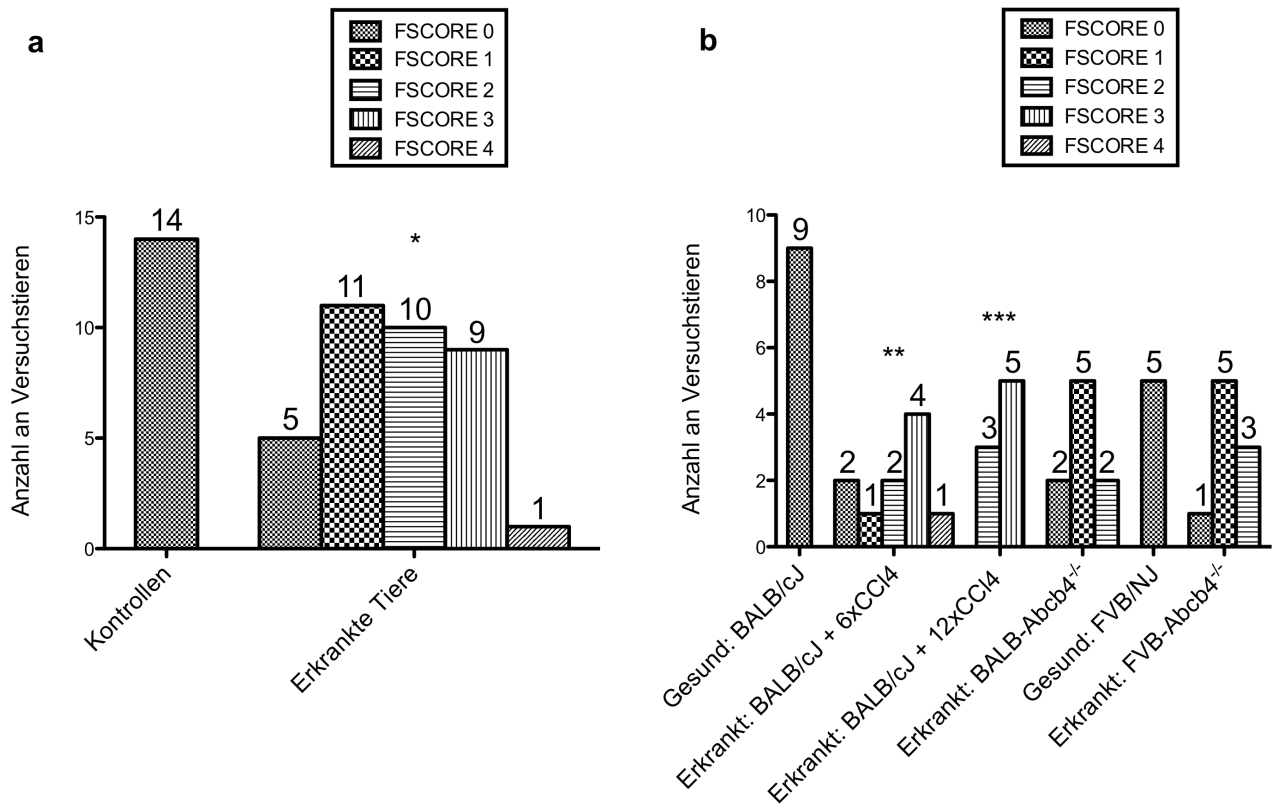 a
FSCORE 0
FSCORE 1
FSCORE 2
FSCORE 3
FSCORE 4
Anzahl an Versuchstieren
15
10
5
0
14
5
11
10
9
1
*
Kontrollen
Erkrankte Tiere
b
FSCORE 0
FSCORE 1
FSCORE 2
FSCORE 3
FSCORE 4
Anzahl an Versuchstieren
10
8
6
4
2
0
9
2
1
2
4
1
**
3
5
***
2
5
2
5
1
5
3
Gesund: BALB/cJ
Erkrankt: BALB/cJ + 6xCCl4
Erkrankt: BALB/cJ + 12xCCl4
Erkrankt: BALB-Abcb4-/-
Gesund: FVB/NJ
Erkrankt: FVB-Abcb4-/-